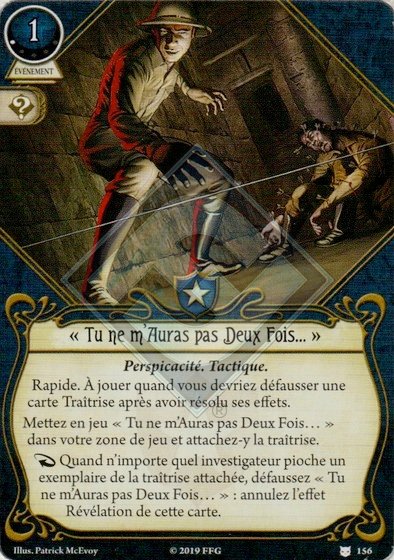 1
ÉVÉNEMENT
?
« Tu ne m'Auras pas Deux Fois… »
Perspicacité. Tactique.
Rapide. À jouer quand vous devriez défausser une
carte Traîtrise après avoir résolu ses effets.
Mettez en jeu « Tu ne m'Auras pas Deux Fois… »
dans votre zone de jeu et attachez-y la traîtrise.
Quand n'importe quel investigateur pioche un
exemplaire de la traîtrise attachée, défaussez « Tu
ne m'Auras pas Deux Fois… » : annulez l'effet
Révélation de cette carte.
®
Illus. Patrick McEvoy © 2019 FFG 156